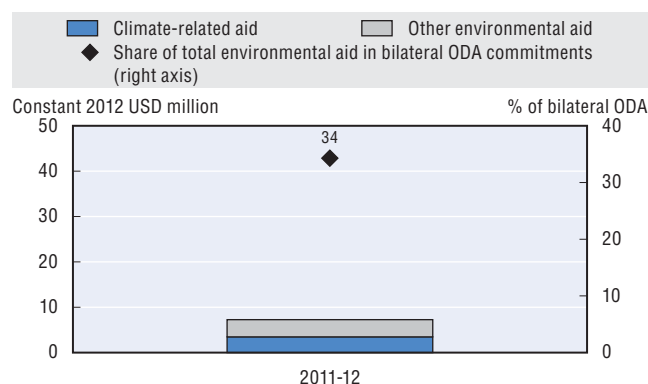 Climate-related aid Other environmental aid
Share of total environmental aid in bilateral ODA commitments
(right axis)
Constant 2012 USD million % of bilateral ODA
50 40
34
40
30
30
20
20
10
10
0 0
2011-12